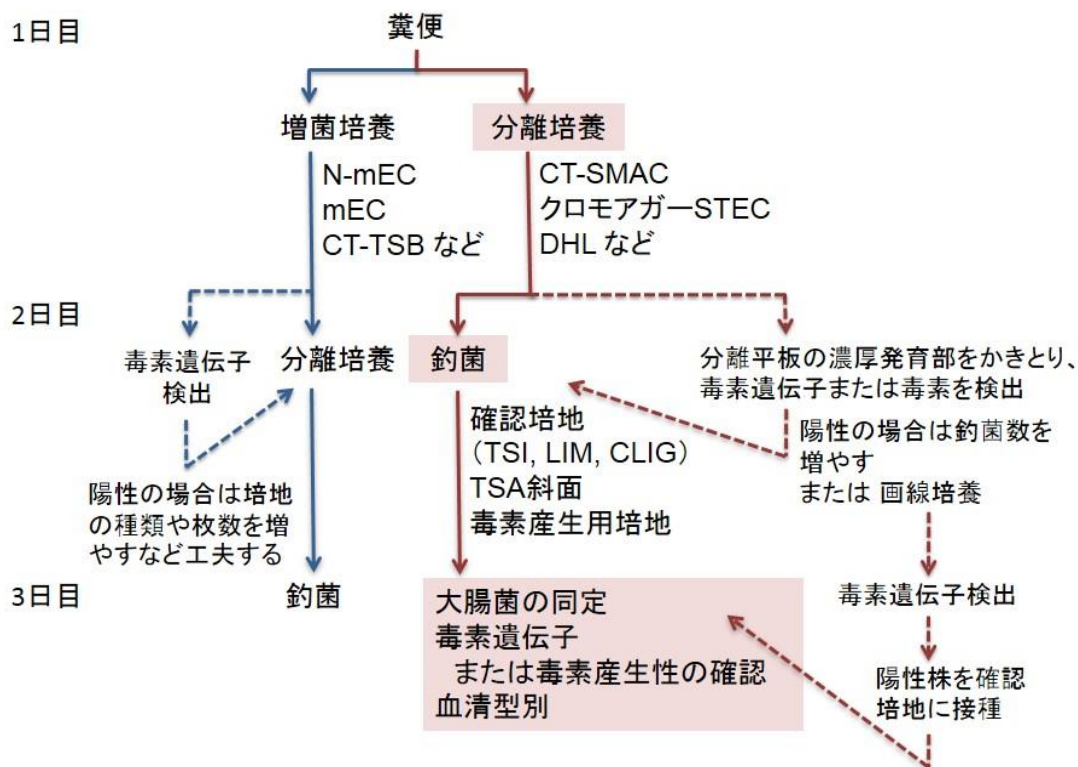 1日目
糞便
増菌培養
分離培養
N-mEC
mEC
CT-TSB など
CT-SMAC
クロモアガーSTEC
DHL など
2日目
毒素遺伝子
検出
分離培養
釣菌
分離平板の濃厚発育部をかきとり、
毒素遺伝子または毒素を検出
陽性の場合は培地
の種類や枚数を増
やすなど工夫する
確認培地
（TSI, LIM, CLIG）
TSA斜面
毒素産生用培地
陽性の場合は釣菌数を
増やす
または 画線培養
3日目
釣菌
大腸菌の同定
毒素遺伝子
または毒素産生性の確認
血清型別
毒素遺伝子検出
陽性株を確認
培地に接種